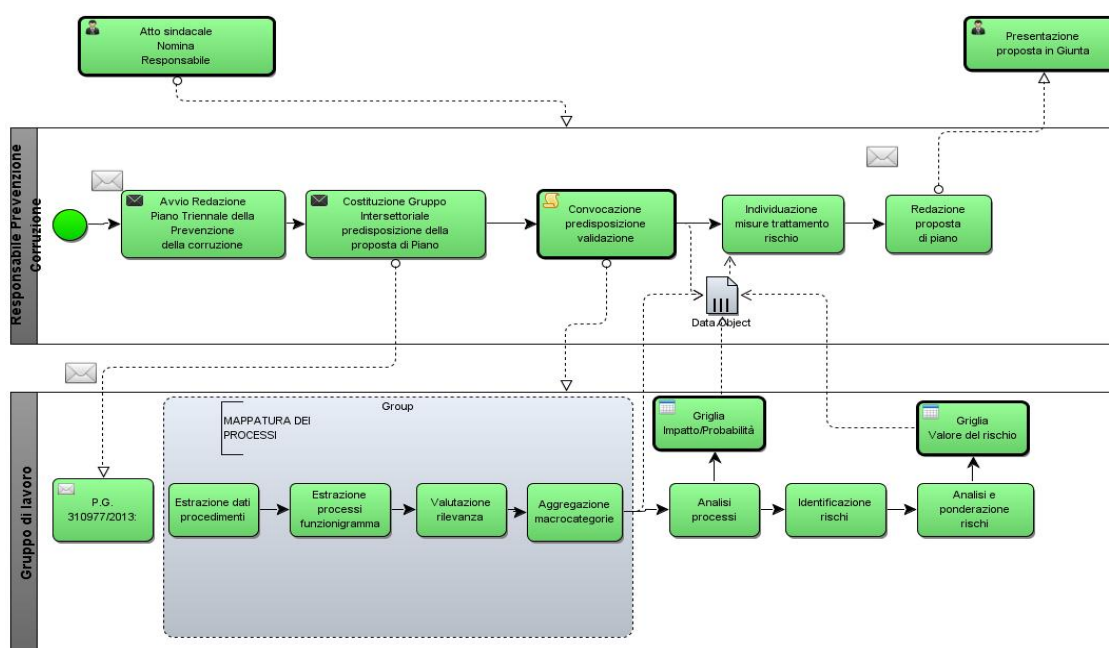 Atto sindacale
Nomina
Responsabile
Presentazione
proposta in Giunta
Responsabile Prevenzione
Corruzione
Avvio Redazione
Piano Triennale della
Prevenzione
della corruzione
Costituzione Gruppo
Intersettoriale
predisposizione della
proposta di Piano
Convocazione
predisposizione
validazione
Individuazione
misure trattamento
rischio
Redazione
proposta
di piano
Data Object
Gruppo di lavoro
Group
MAPPATURA DEI
PROCESSI
Griglia
Impatto/Probabilità
Griglia
Valore del rischio
P.G.
310977/2013:
Estrazione dati
procedimenti
Estrazione
processi
funzionigramma
Valutazione
rilevanza
Aggregazione
macrocategorie
Analisi
processi
Identificazione
rischi
Analisi e
ponderazione
rischi